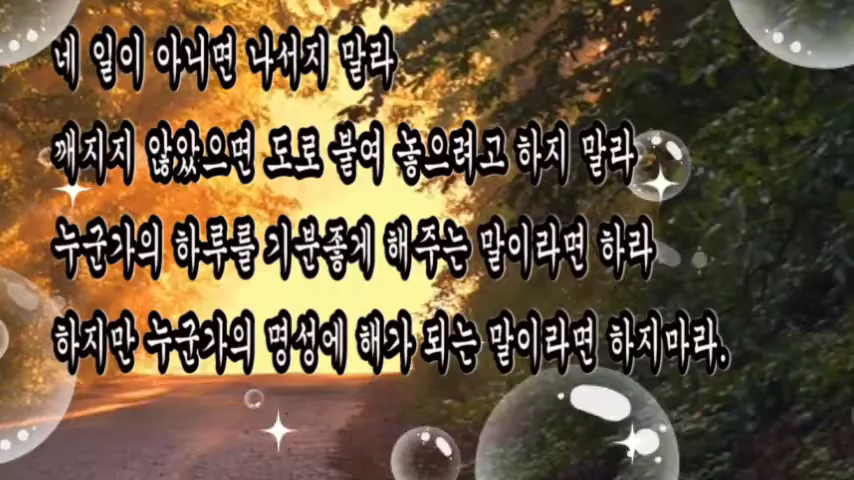 네 일이 아니면 나서지 말라
깨지지 않았으면 도로 붙여 놓으려고 하지 말라
누군가의 하루를 기분좋게 해주는 말이라면 하라
하지만 누군가의 명성에 해가 되는 말이라면 하지마라.